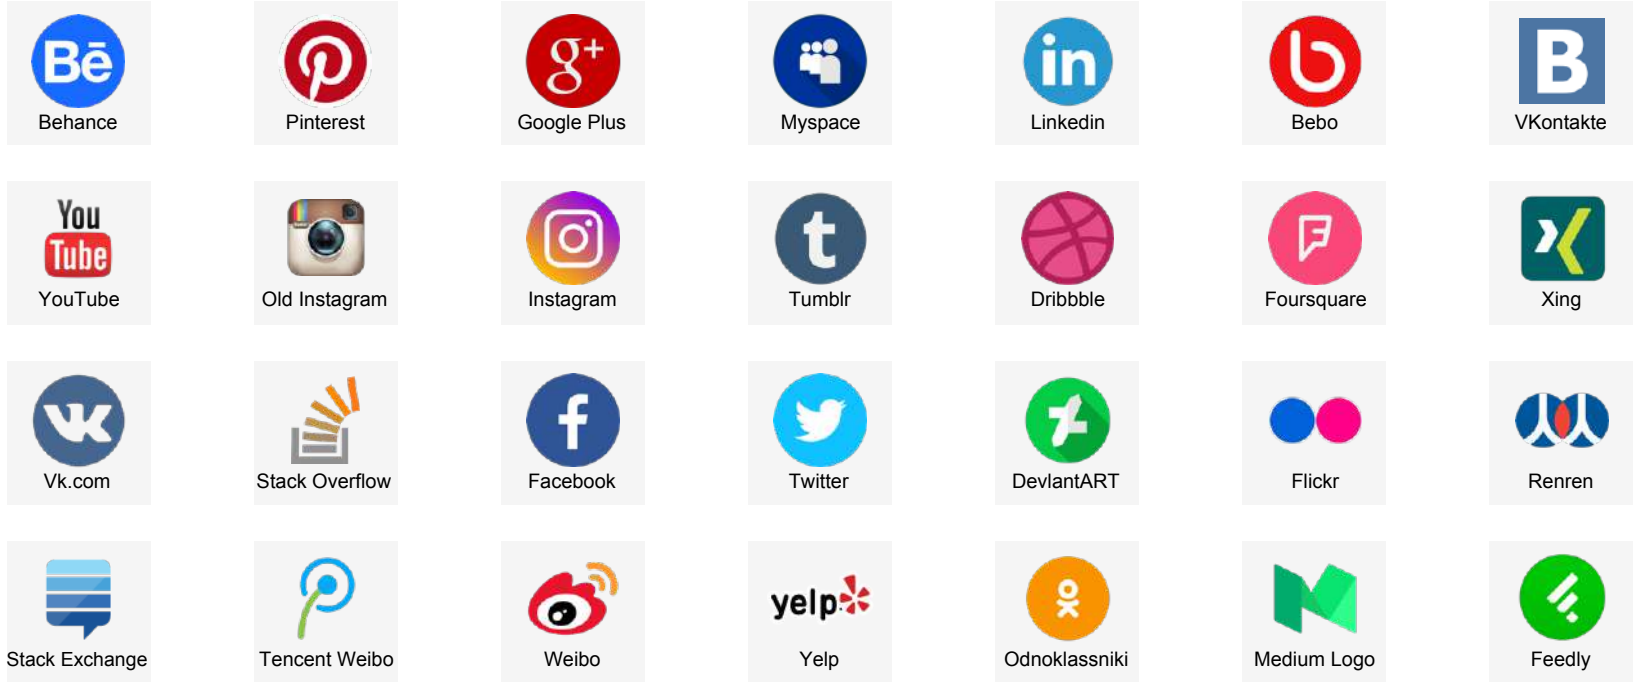 Bē
g+
in
B
Behance
Pinterest
Google Plus
Myspace
Linkedin
Bebo
VKontakte
You
Tube
t
F
YouTube
Old Instagram
Instagram
Tumblr
Dribbble
Foursquare
Xing
VK
f
Vk.com
Stack Overflow
Facebook
Twitter
DevlantART
Flickr
Renren
yelp
Stack Exchange
Tencent Weibo
Weibo
Yelp
Odnoklassniki
Medium Logo
Feedly